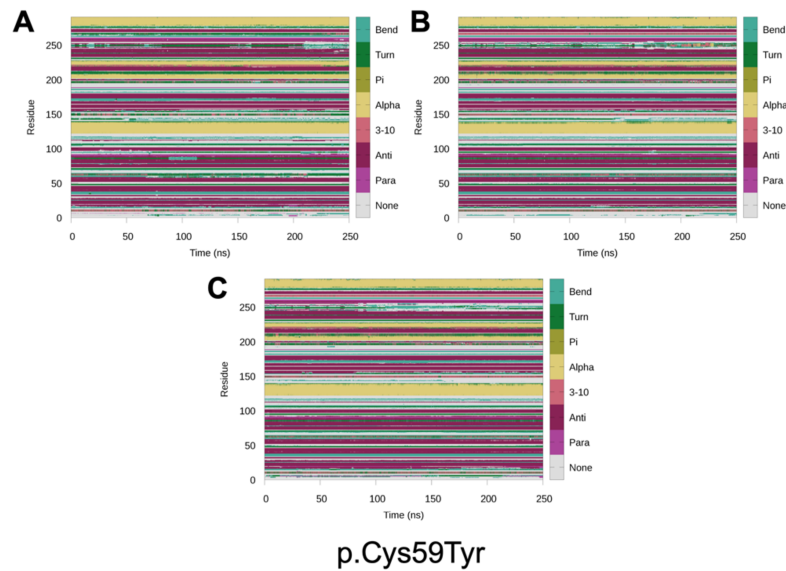 A
250
200
150
100
50
0
Residue
0 50 100 150 200 250
Time (ns)
Bend
Turn
Pi
Alpha
3-10
Anti
Para
None
B
250
200
150
100
50
0
Residue
0 50 100 150 200 250
Time (ns)
Bend
Turn
Pi
Alpha
3-10
Anti
Para
None
C
250
200
150
100
50
0
Residue
0 50 100 150 200 250
Time (ns)
Bend
Turn
Pi
Alpha
3-10
Anti
Para
None
p.Cys59Tyr